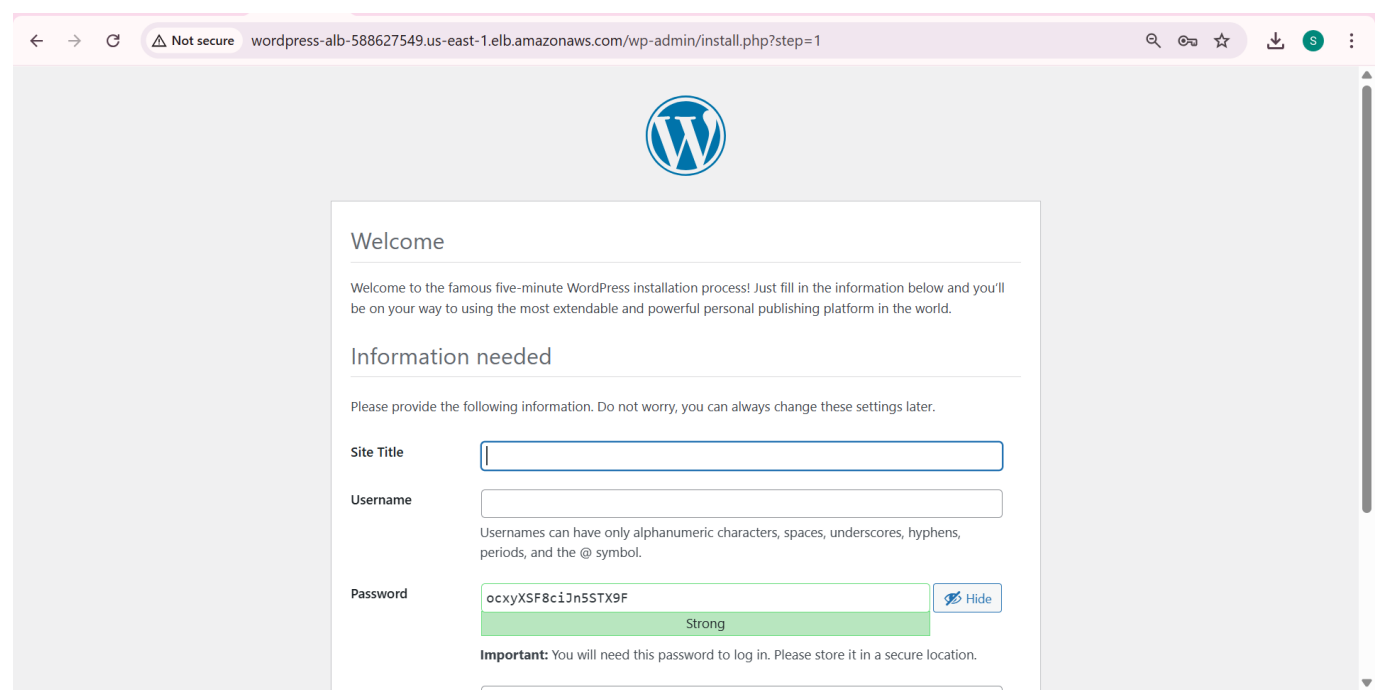 Not secure
wordpress-alb-588627549.us-east-1.elb.amazonaws.com/wp-admin/install.php?step=1
S
Welcome
Welcome to the famous five-minute WordPress installation process! Just fill in the information below and you’ll
be on your way to using the most extendable and powerful personal publishing platform in the world.
Information needed
Please provide the following information. Do not worry, you can always change these settings later.
Site Title
Username
Usernames can have only alphanumeric characters, spaces, underscores, hyphens,
periods, and the @ symbol.
Password
ocxyXSF8ciJn5STX9F
Hide
Strong
Important: You will need this password to log in. Please store it in a secure location.